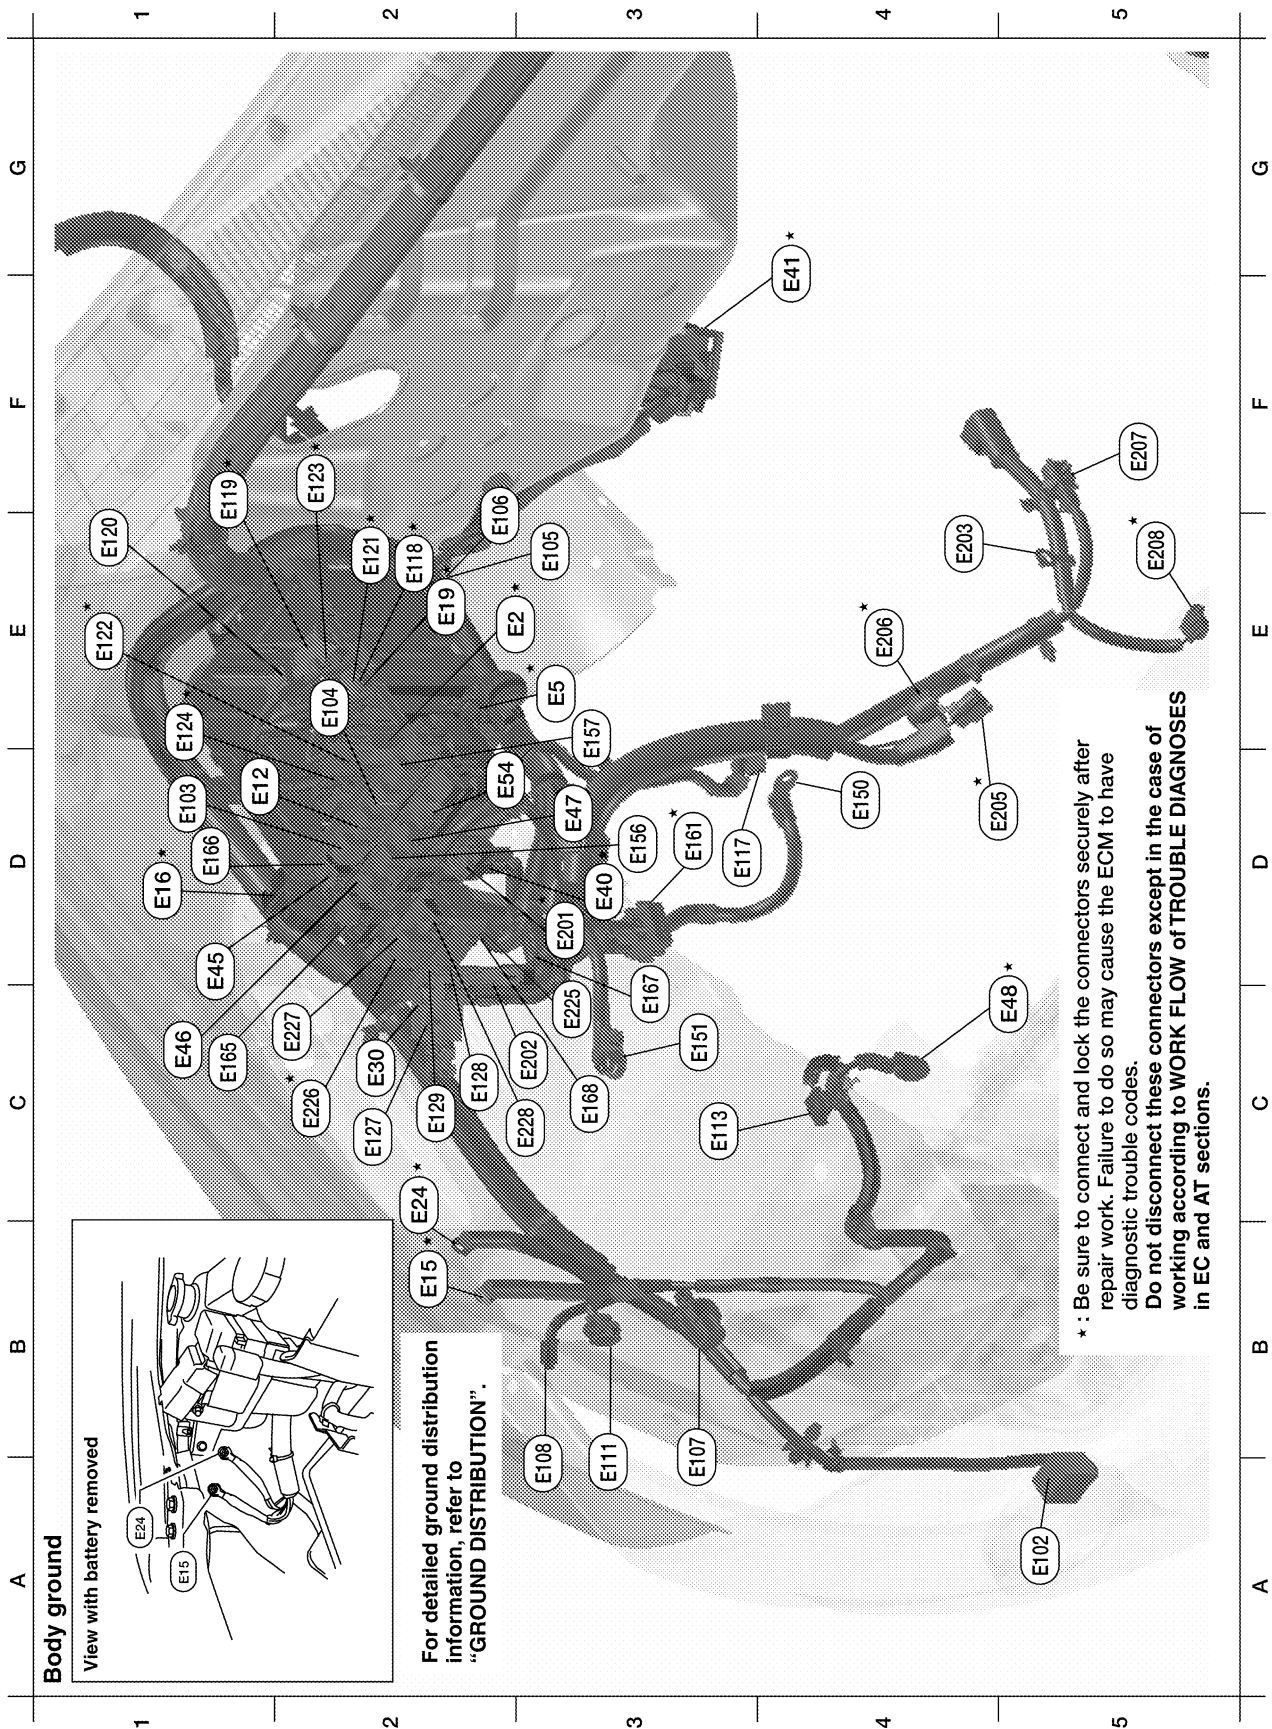 Body ground
View with battery removed
E24
E15
For detailed ground distribution
information, refer to
“GROUND DISTRIBUTION”.
1
2
3
4
5
A
B
C
D
E
F
G
E122 ★
E120
E119 ★
E123 ★
E121 ★
E118 ★
E106
E19 ★
E105
E2 ★
E5 ★
E41 ★
E124 ★
E104
E12
E103
E166
E16 ★
E157
E54
E47
E156
E40 ★
E161 ★
E201 ★
E117
E150
E45
E46
E165
E227
E226 ★
E30
E127
E129
E128
E202
E228
E168
E225
E167
E151
E24 ★
E15 ★
E113
E48 ★
E108
E111
E107
E102
E203
E207
E208 ★
E206 ★
E205 ★
★ : Be sure to connect and lock the connectors securely after
repair work. Failure to do so may cause the ECM to have
diagnostic trouble codes.
Do not disconnect these connectors except in the case of
working according to WORK FLOW of TROUBLE DIAGNOSES
in EC and AT sections.
1
2
3
4
5
A
B
C
D
E
F
G